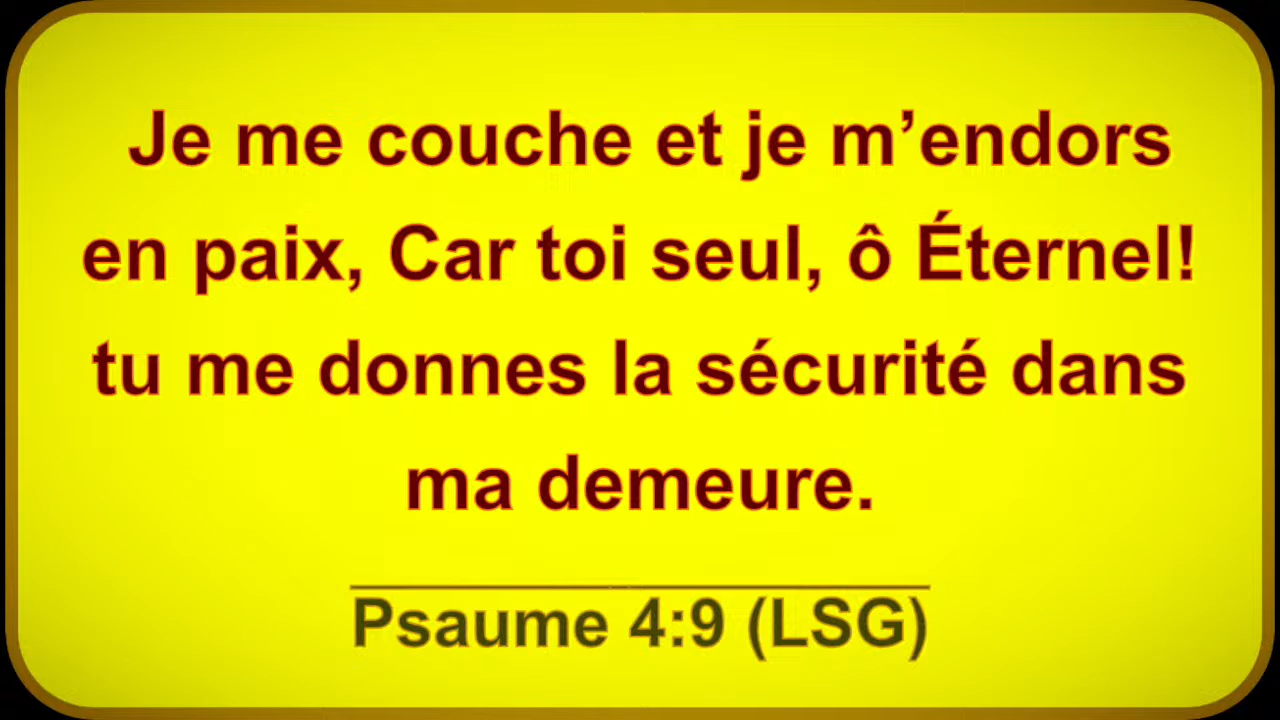 Je me couche et je m’endors
en paix, Car toi seul, ô Éternel!
tu me donnes la sécurité dans
ma demeure.
Psaume 4:9 (LSG)